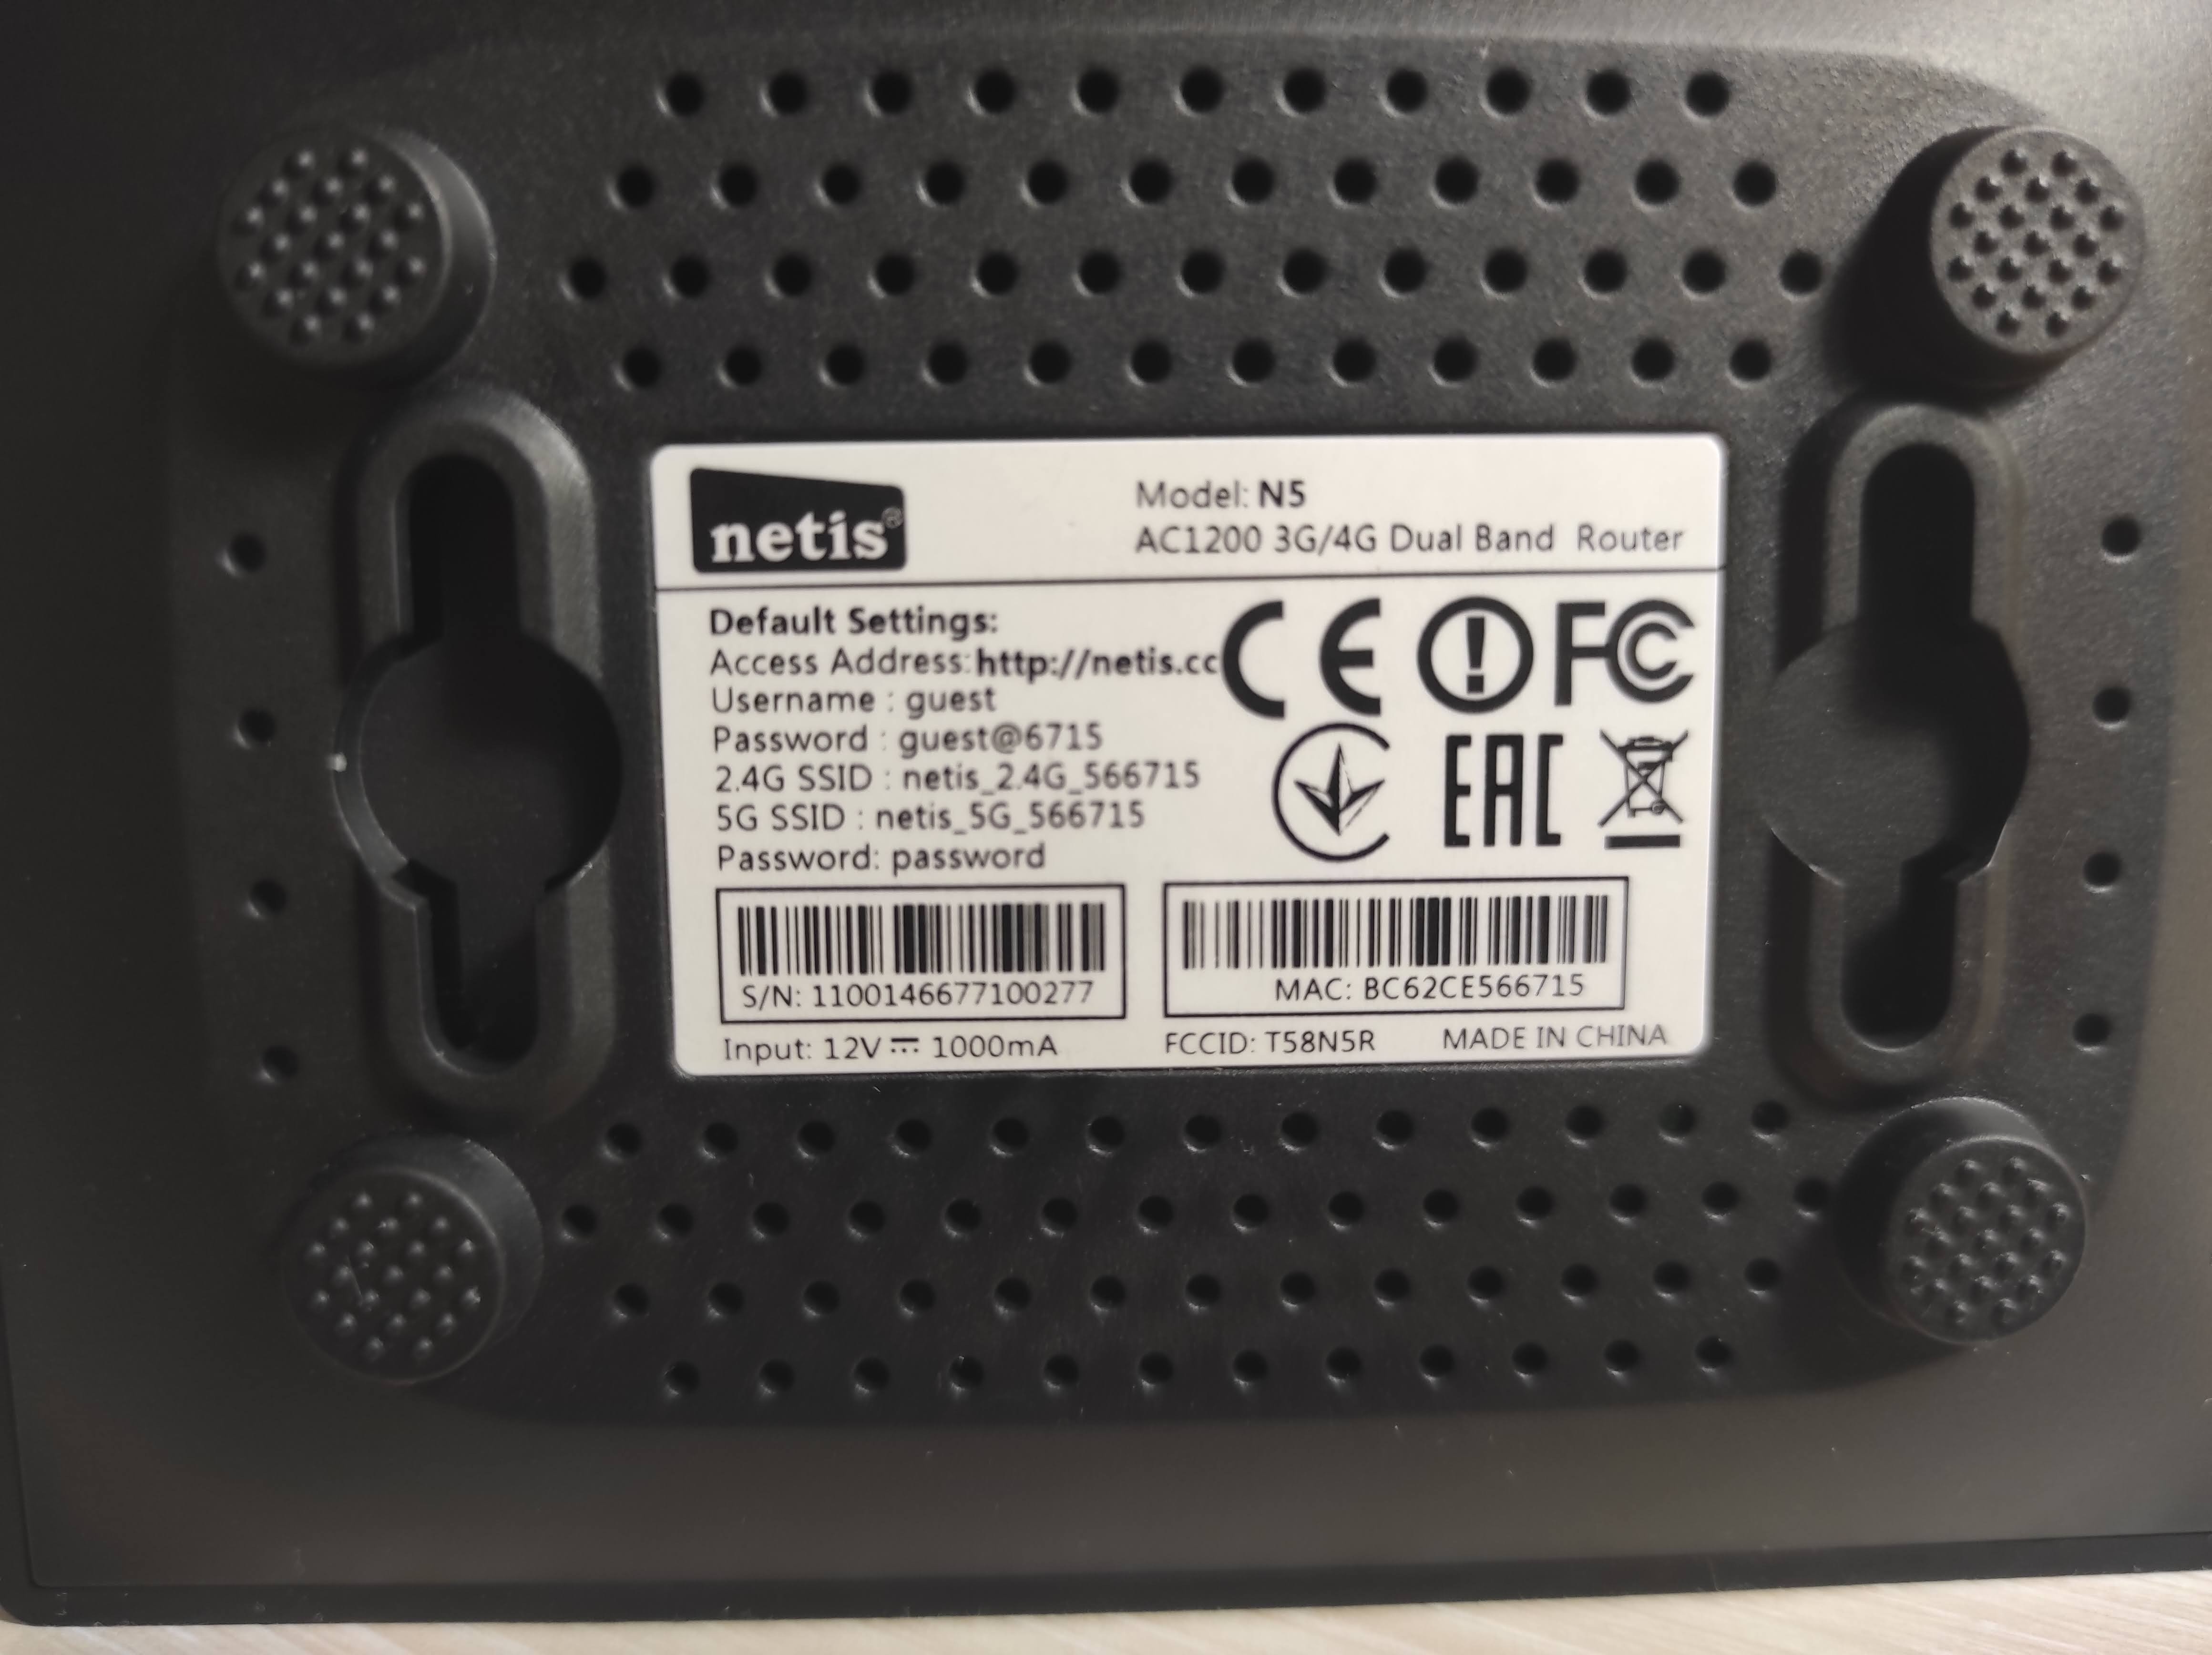 netis®
Model: N5
AC1200 3G/4G Dual Band Router
Default Settings:
Access Address: http://netis.cc
Username : guest
Password : guest@6715
2.4G SSID : netis_2.4G_566715
5G SSID : netis_5G_566715
Password: password
CE FC
EAC
S/N: 1100146677100277
MAC: BC62CE566715
Input: 12V 1000mA
FCCID: T58N5R MADE IN CHINA